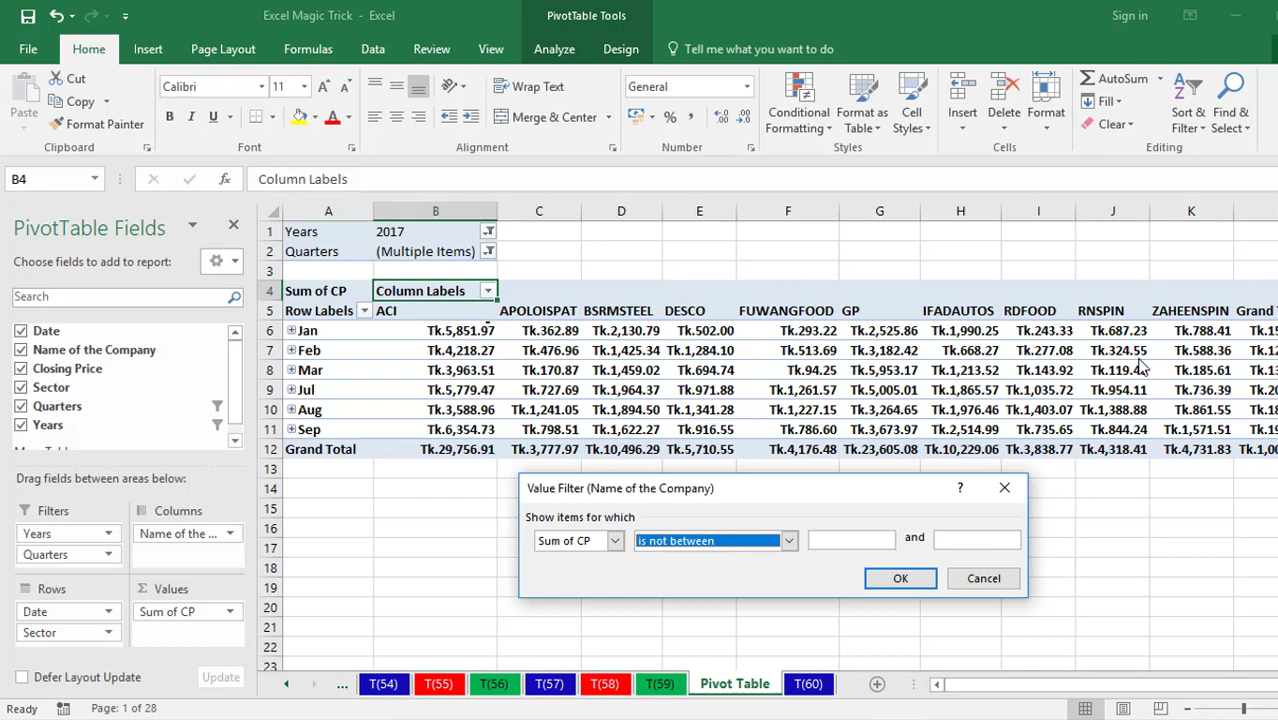 Excel Magic Trick - Excel
PivotTable Tools
Sign in
File Home Insert Page Layout Formulas Data Review View Analyze Design Tell me what you want to do
Paste
Cut
Copy
Format Painter
Clipboard
Calibri 11
B I U
Font
Wrap Text
Merge & Center
Alignment
General
Number
Conditional Formatting
Format as Table
Cell Styles
Styles
Insert Delete Format
Cells
AutoSum
Fill
Clear
Sort & Filter
Find & Select
Editing
B4 fx Column Labels
PivotTable Fields
Choose fields to add to report:
Search
Date
Name of the Company
Closing Price
Sector
Quarters
Years
Drag fields between areas below:
Filters
Years
Quarters
Columns
Name of the...
Rows
Date
Sector
Values
Sum of CP
Defer Layout Update Update
A B C D E F G H I J K
1 Years 2017
2 Quarters (Multiple Items)
3
4 Sum of CP Column Labels
5 Row Labels ACI APOLOISPAT BSRMSTEEL DESCO FUWANGFOOD GP IFADAUTOS RDFOOD RNSPIN ZAHEENSPIN
6 Jan Tk.5,851.97 Tk.362.89 Tk.2,130.79 Tk.502.00 Tk.293.22 Tk.2,525.86 Tk.1,990.25 Tk.243.33 Tk.687.23 Tk.788.41
7 Feb Tk.4,218.27 Tk.476.96 Tk.1,425.34 Tk.1,284.10 Tk.513.69 Tk.3,182.42 Tk.668.27 Tk.277.08 Tk.324.55 Tk.588.36
8 Mar Tk.3,963.51 Tk.170.87 Tk.1,459.02 Tk.694.74 Tk.94.25 Tk.5,953.17 Tk.1,213.52 Tk.143.92 Tk.185.61
9 Jul Tk.5,779.47 Tk.727.69 Tk.1,964.37 Tk.971.88 Tk.1,261.57 Tk.5,005.01 Tk.1,865.57 Tk.1,035.72 Tk.954.11 Tk.736.39
10 Aug Tk.3,588.96 Tk.1,241.05 Tk.1,894.50 Tk.1,341.28 Tk.1,227.15 Tk.3,264.65 Tk.1,976.46 Tk.1,403.07 Tk.1,388.88 Tk.861.55
11 Sep Tk.6,354.73 Tk.798.51 Tk.1,622.27 Tk.916.55 Tk.786.60 Tk.3,673.97 Tk.2,514.99 Tk.735.65 Tk.844.24 Tk.1,571.51
12 Grand Total Tk.29,756.91 Tk.3,777.97 Tk.10,496.29 Tk.5,710.55 Tk.4,176.48 Tk.23,605.08 Tk.10,229.06 Tk.3,838.77 Tk.4,318.41 Tk.4,731.83
13
14
15
16
17
18
19
20
21
22
23
Value Filter (Name of the Company)
Show items for which
Sum of CP is not between and
OK Cancel
... T(54) T(55) T(56) T(57) T(58) T(59) Pivot Table T(60)
Ready Page: 1 of 28